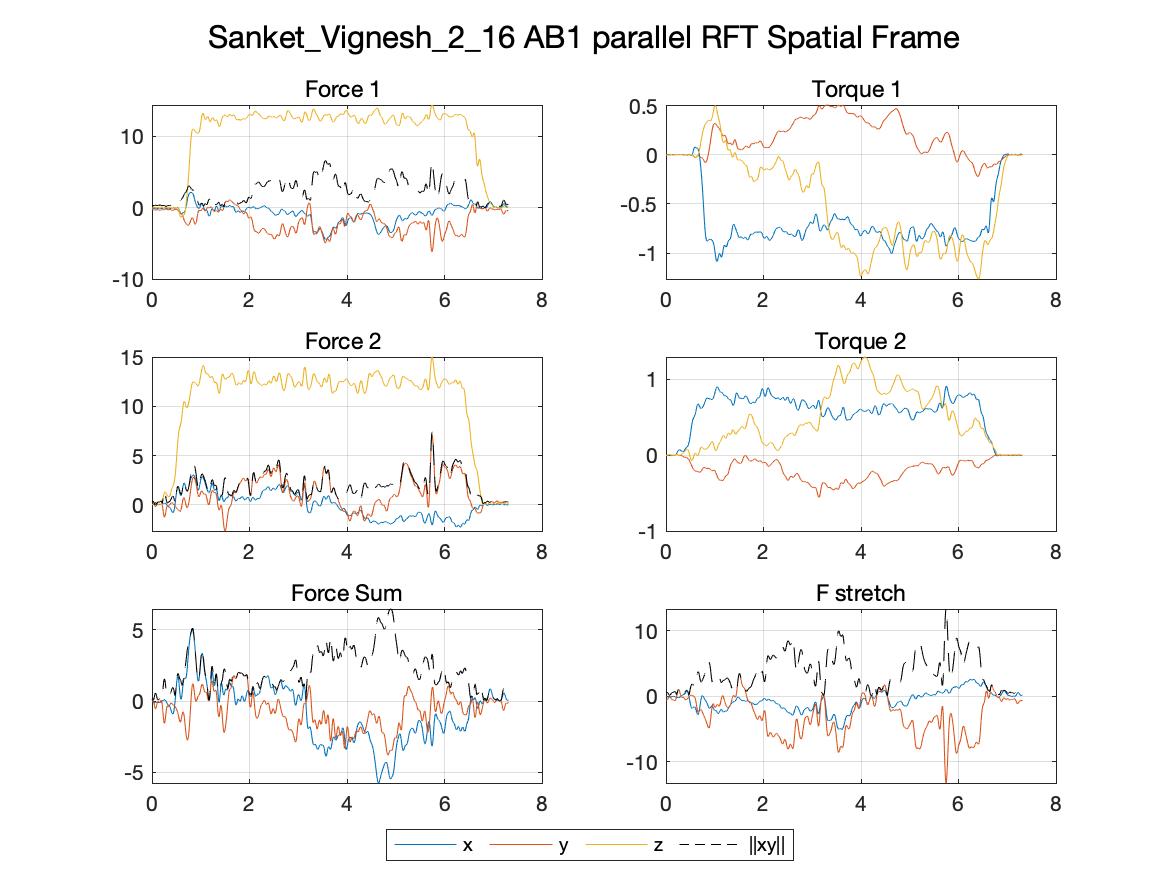 Sanket_Vignesh_2_16 AB1 parallel RFT Spatial Frame
Force 1
10
0
-10
0 2 4 6 8
Torque 1
0.5
0
-0.5
-1
0 2 4 6 8
Force 2
15
10
5
0
0 2 4 6 8
Torque 2
1
0
-1
0 2 4 6 8
Force Sum
5
0
-5
0 2 4 6 8
F stretch
10
0
-10
0 2 4 6 8
x y z ||xy||